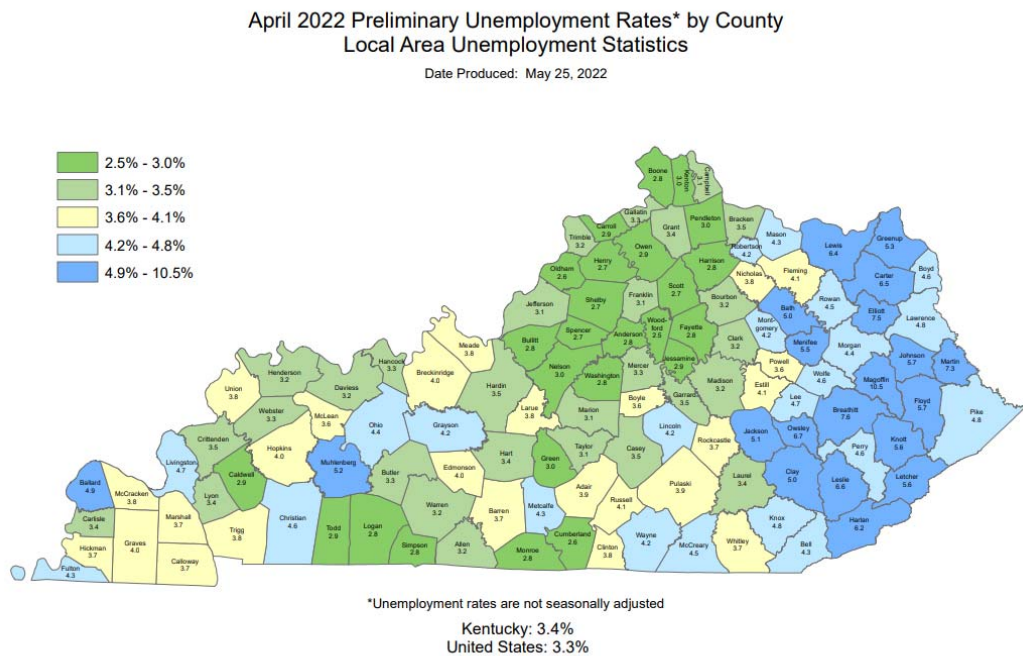 April 2022 Preliminary Unemployment Rates* by County
Local Area Unemployment Statistics
Date Produced: May 25, 2022
2.5% - 3.0%
3.1% - 3.5%
3.6% - 4.1%
4.2% - 4.8%
4.9% - 10.5%
Boone
2.8
Kenton
3.0
Campbell
3.1
Gallatin
3.3
Carroll
2.9
Trimble
3.2
Grant
3.4
Pendleton
3.0
Bracken
3.5
Mason
4.3
Robertson
4.2
Lewis
6.4
Greenup
5.3
Boyd
4.6
Owen
2.9
Henry
2.7
Oldham
2.6
Harrison
2.8
Nicholas
3.8
Fleming
4.1
Carter
6.5
Rowan
4.5
Elliott
7.5
Lawrence
4.8
Jefferson
3.1
Shelby
2.7
Franklin
3.1
Scott
2.7
Bourbon
3.2
Bath
5.0
Mont-
gomery
4.2
Menifee
5.5
Morgan
4.4
Johnson
5.7
Martin
7.3
Bullitt
2.8
Spencer
2.7
Anderson
2.8
Wood-
ford
2.5
Fayette
2.8
Clark
3.2
Powell
3.6
Wolfe
4.6
Magoffin
10.5
Floyd
5.7
Pike
4.8
Meade
3.8
Breckinridge
4.0
Hancock
3.3
Nelson
3.0
Washington
2.8
Mercer
3.3
Jessamine
2.9
Madison
3.2
Estill
4.1
Lee
4.7
Breathitt
7.6
Knott
5.6
Henderson
3.2
Daviess
3.2
Union
3.8
Webster
3.3
McLean
3.6
Ohio
4.4
Grayson
4.2
Hardin
3.5
Larue
3.8
Marion
3.1
Boyle
3.6
Garrard
3.5
Lincoln
4.2
Rockcastle
3.7
Jackson
5.1
Owsley
6.7
Perry
4.6
Letcher
5.6
Crittenden
3.5
Livingston
4.7
Hopkins
4.0
Muhlenberg
5.2
Butler
3.3
Edmonson
4.0
Hart
3.4
Green
3.0
Taylor
3.1
Casey
3.5
Pulaski
3.9
Laurel
3.4
Clay
5.0
Leslie
6.6
Harlan
6.2
Ballard
4.9
McCracken
3.8
Caldwell
2.9
Lyon
3.4
Carlisle
3.4
Marshall
3.7
Graves
4.0
Hickman
3.7
Fulton
4.3
Calloway
3.7
Trigg
3.8
Christian
4.6
Todd
2.9
Logan
2.8
Simpson
2.8
Warren
3.2
Allen
3.2
Barren
3.7
Metcalfe
4.3
Monroe
2.8
Adair
3.9
Russell
4.1
Cumberland
2.6
Clinton
3.8
Wayne
4.2
McCreary
4.5
Whitley
3.7
Knox
4.8
Bell
4.3
*Unemployment rates are not seasonally adjusted
Kentucky: 3.4%
United States: 3.3%